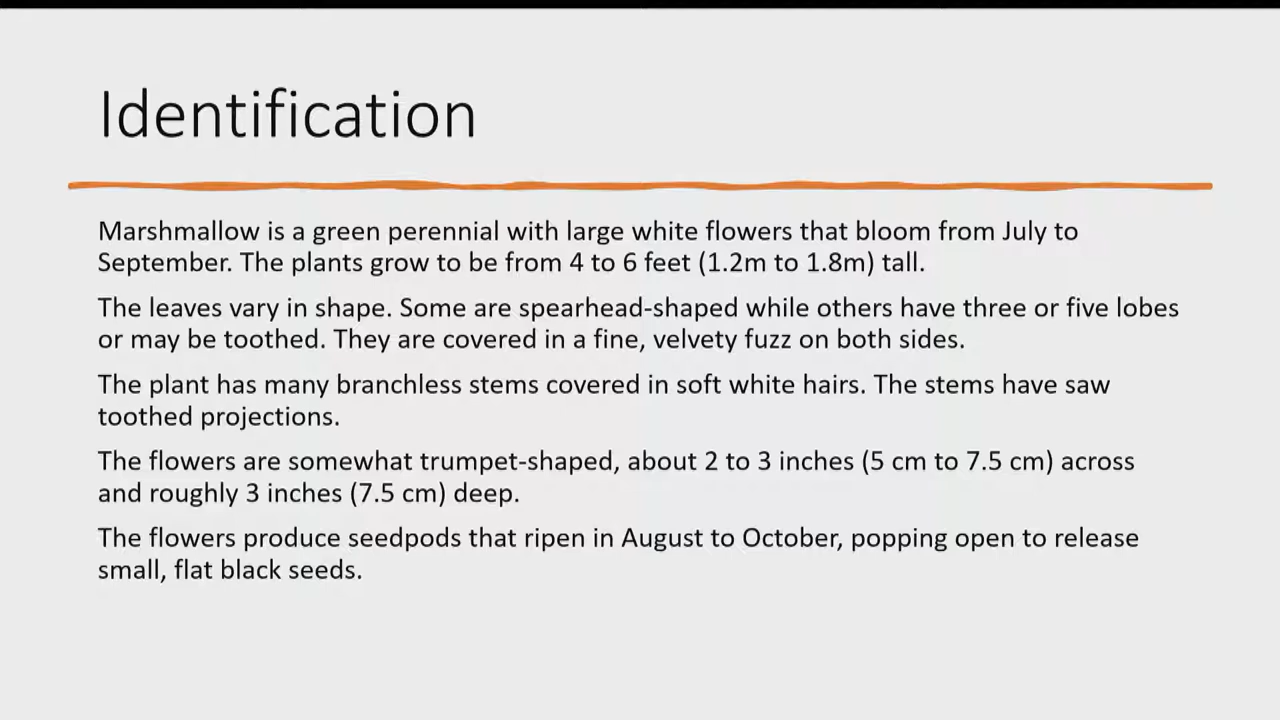 Identification
Marshmallow is a green perennial with large white flowers that bloom from July to
September. The plants grow to be from 4 to 6 feet (1.2m to 1.8m) tall.
The leaves vary in shape. Some are spearhead-shaped while others have three or five lobes
or may be toothed. They are covered in a fine, velvety fuzz on both sides.
The plant has many branchless stems covered in soft white hairs. The stems have saw
toothed projections.
The flowers are somewhat trumpet-shaped, about 2 to 3 inches (5 cm to 7.5 cm) across
and roughly 3 inches (7.5 cm) deep.
The flowers produce seedpods that ripen in August to October, popping open to release
small, flat black seeds.